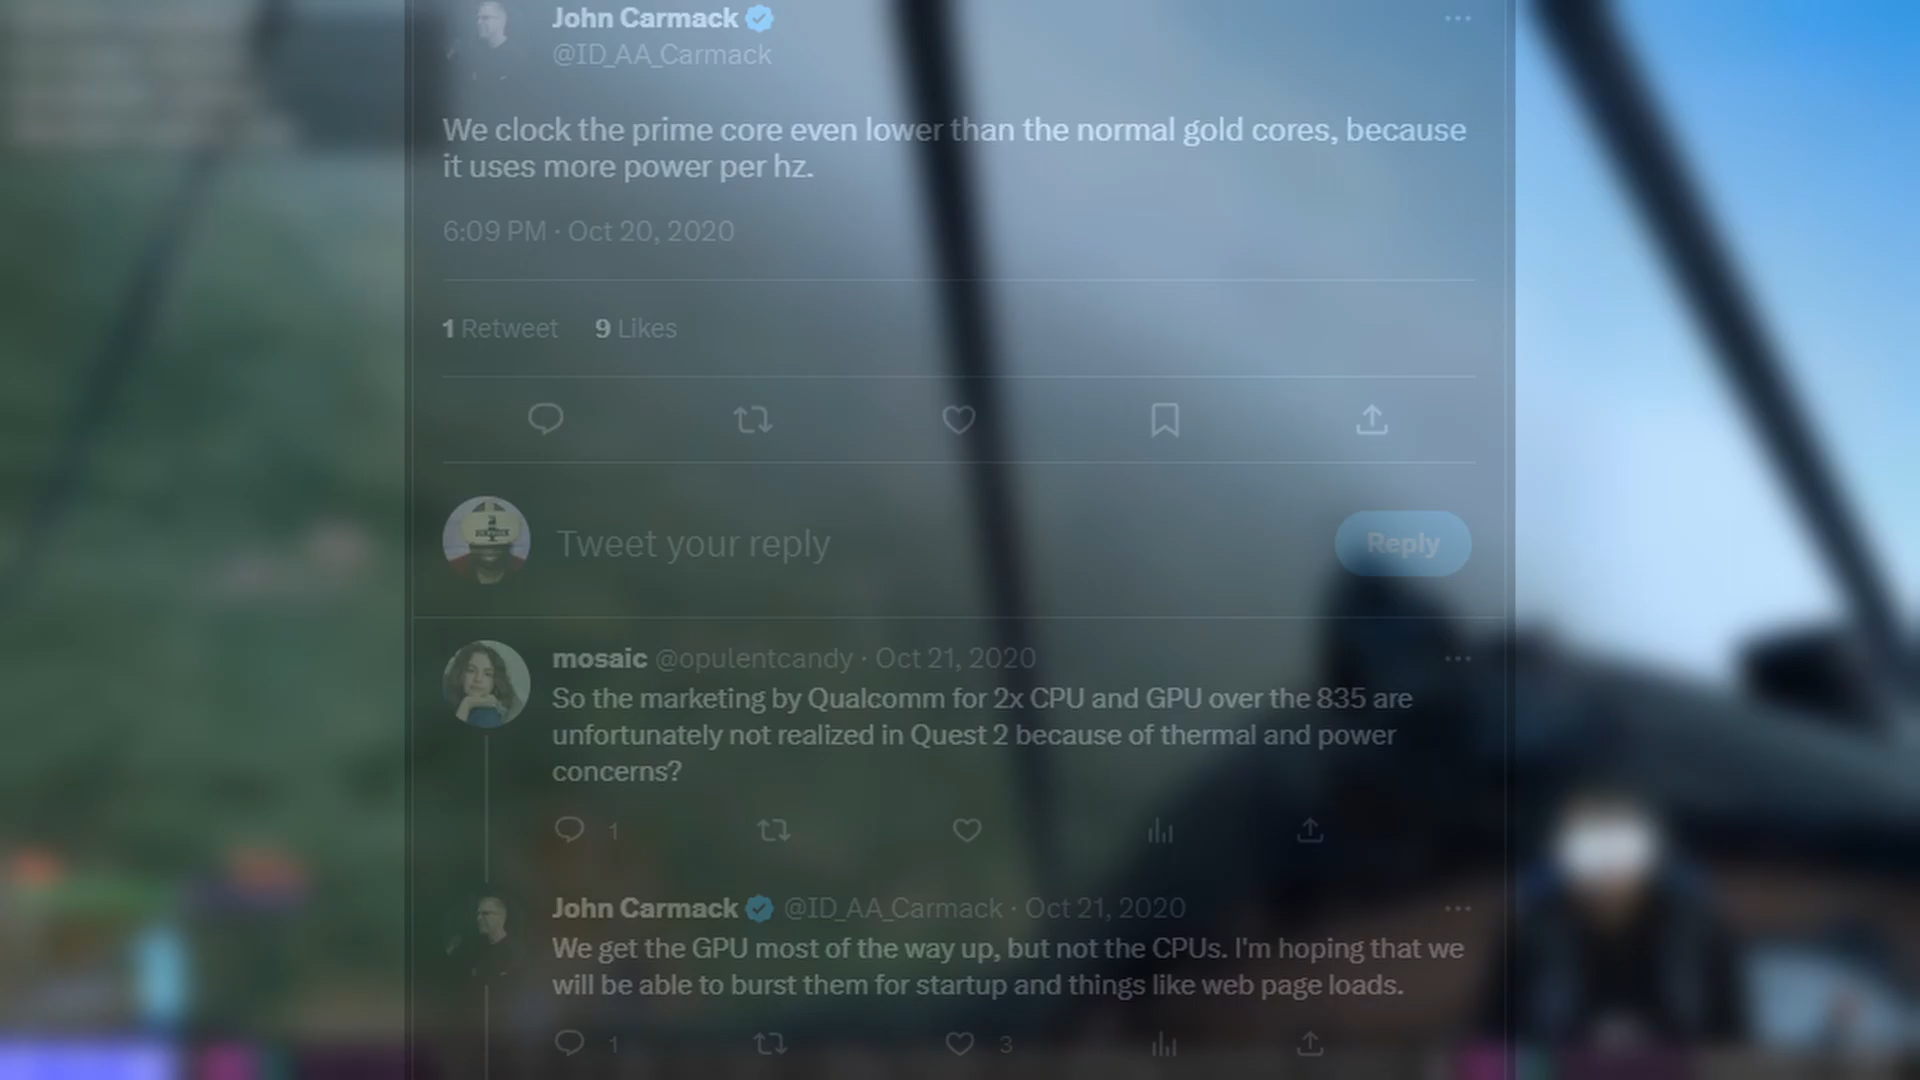 John Carmack
@ID_AA_Carmack
We clock the prime core even lower than the normal gold cores, because
it uses more power per hz.
6:09 PM · Oct 20, 2020
1 Retweet 9 Likes
Tweet your reply
Reply
mosaic @opulentcandy · Oct 21, 2020
So the marketing by Qualcomm for 2x CPU and GPU over the 835 are
unfortunately not realized in Quest 2 because of thermal and power
concerns?
1
John Carmack @ID_AA_Carmack · Oct 21, 2020
We get the GPU most of the way up, but not the CPUs. I'm hoping that we
will be able to burst them for startup and things like web page loads.
1 3